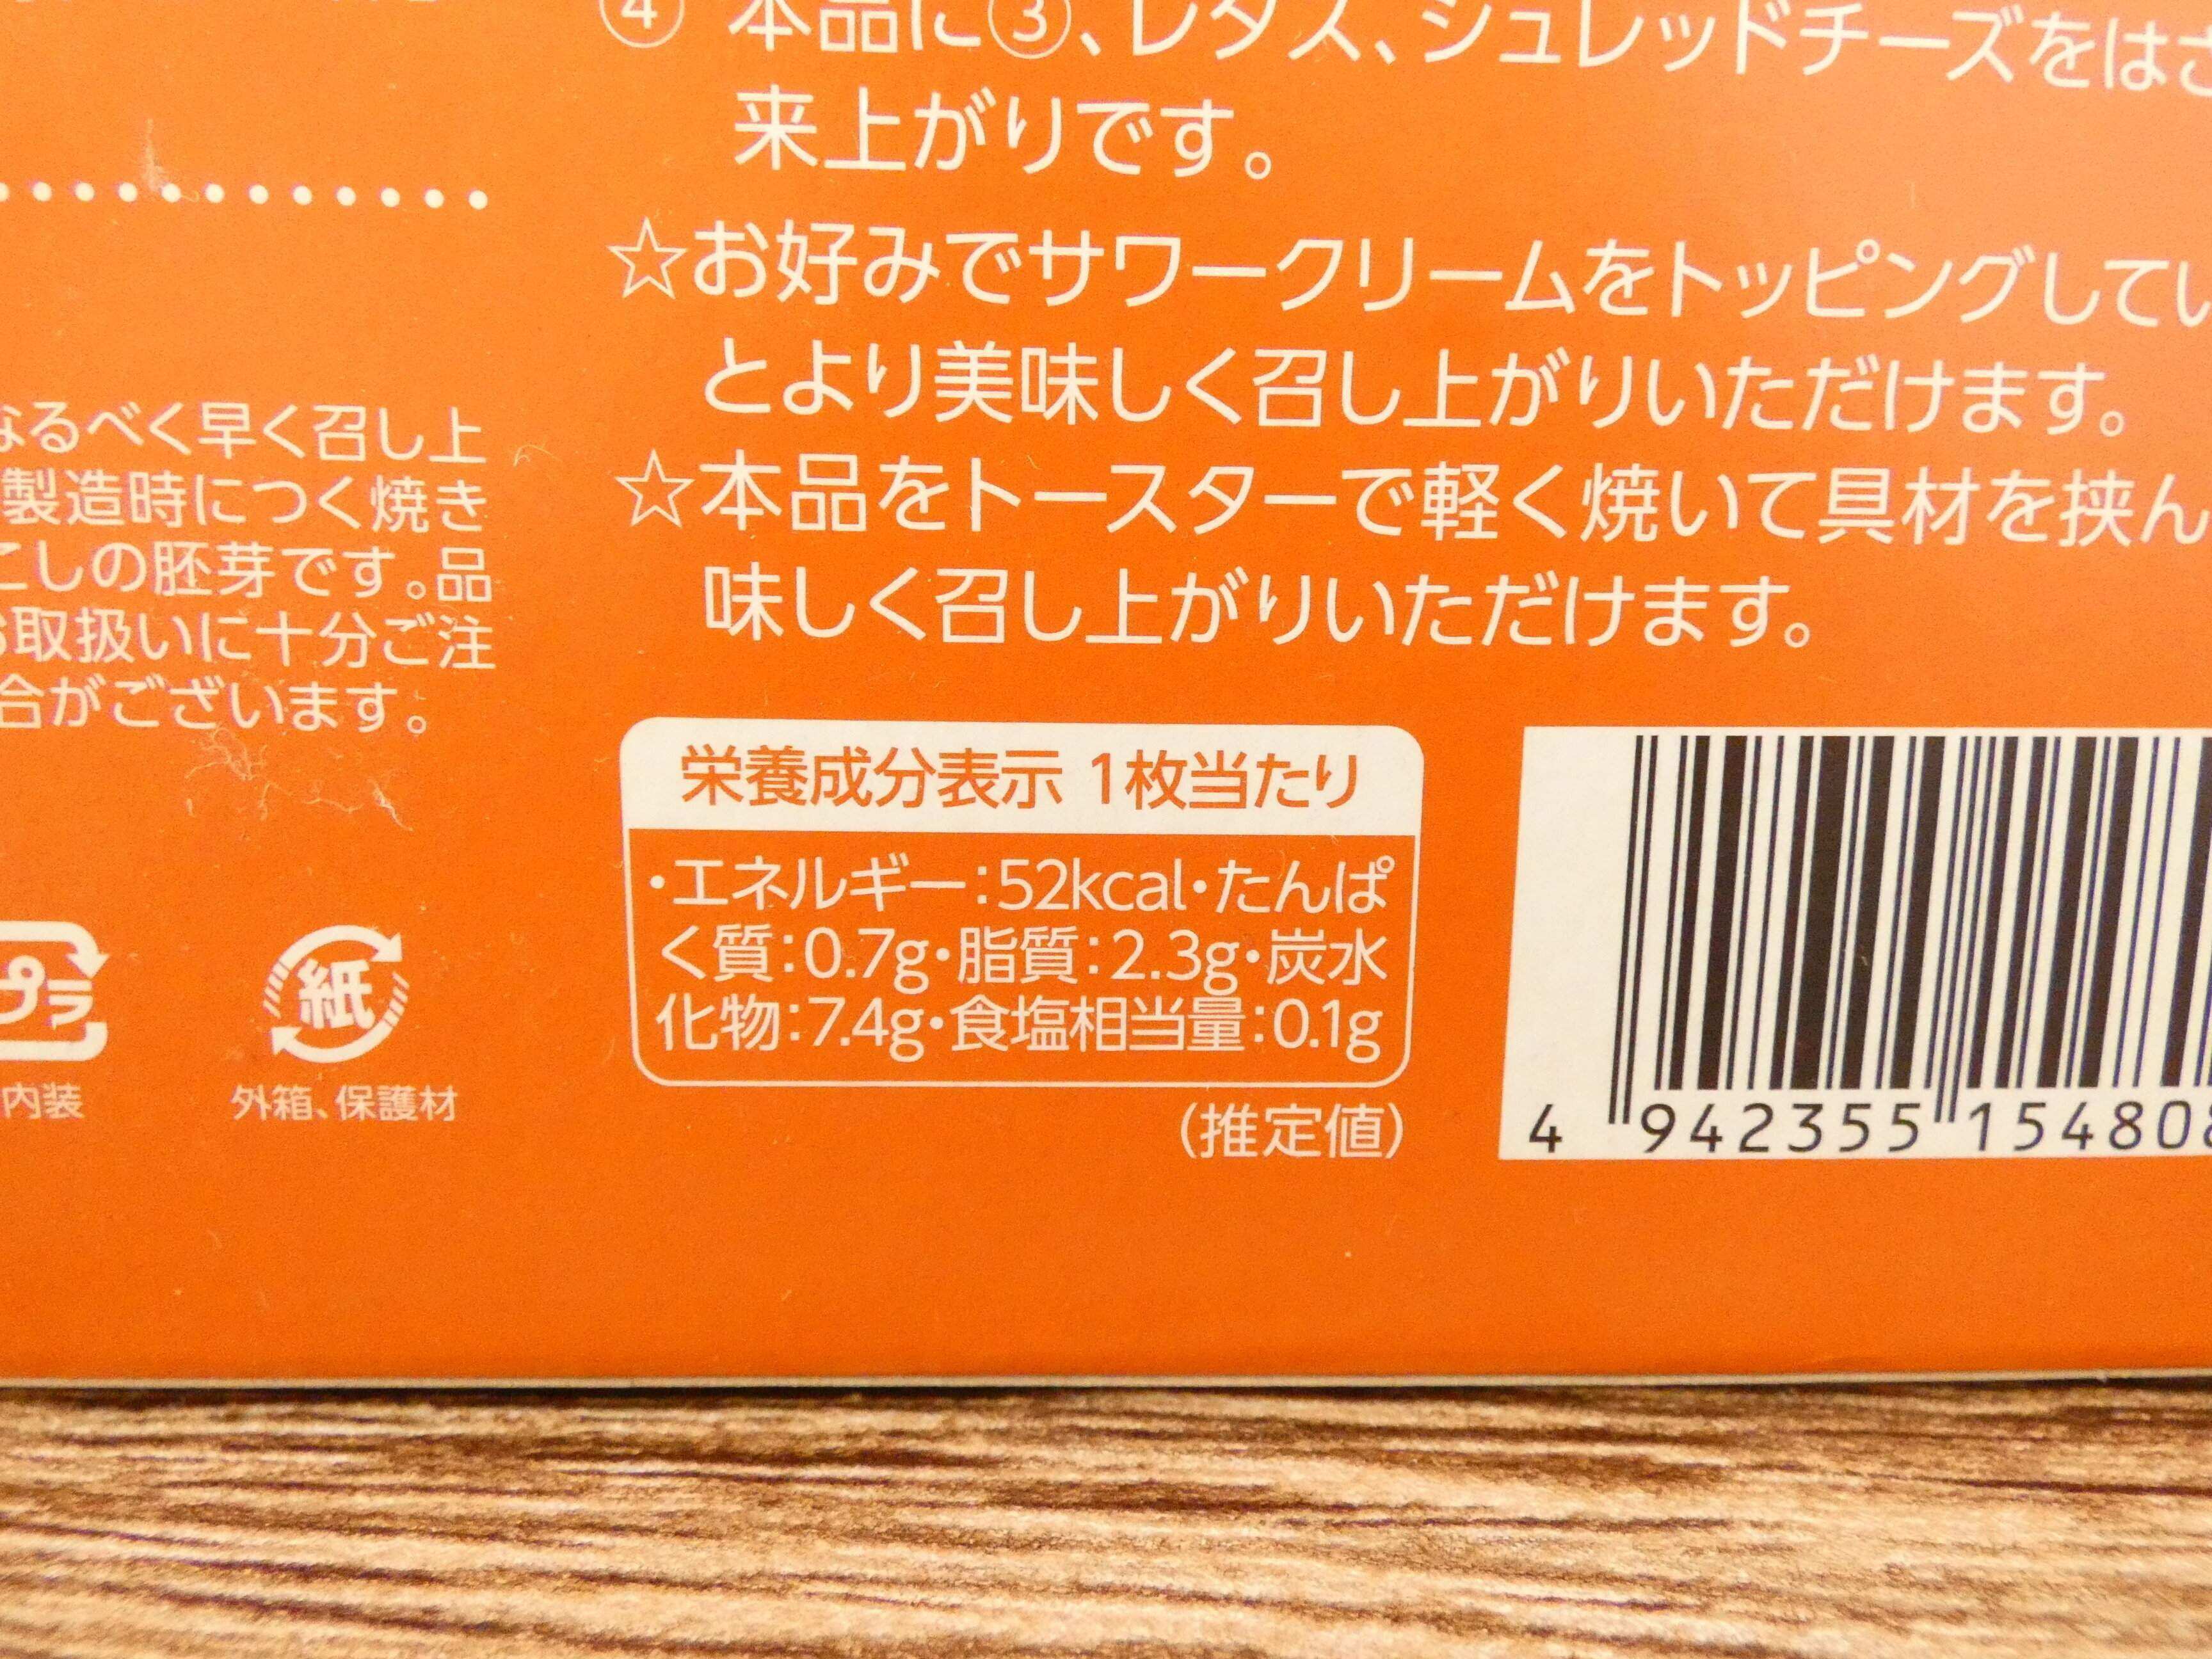 ④ 本品に③、レタス、シュレッドチーズをはさ
来上がりです。
☆お好みでサワークリームをトッピングしてい
とより美味しく召し上がりいただけます。
☆本品をトースターで軽く焼いて具材を挟ん
味しく召し上がりいただけます。
なるべく早く召し上
製造時につく焼き
こしの胚芽です。品
お取扱いに十分ご注
合がございます。
プラ
内装
紙
外箱、保護材
栄養成分表示 1枚当たり
・エネルギー:52kcal・たんぱ
く質:0.7g・脂質:2.3g・炭水
化物:7.4g・食塩相当量:0.1g
(推定値)
4 942355 154808